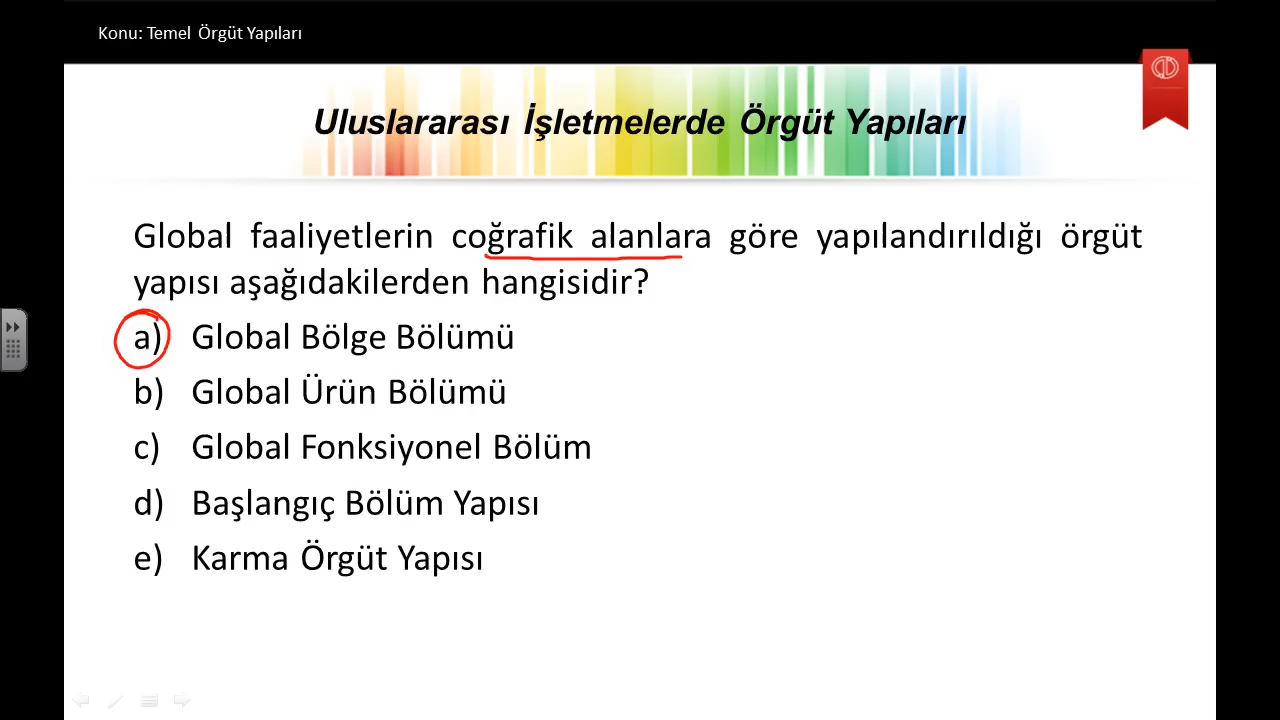 Konu: Temel Örgüt Yapıları
Uluslararası İşletmelerde Örgüt Yapıları
Global faaliyetlerin coğrafik alanlara göre yapılandırıldığı örgüt
yapısı aşağıdakilerden hangisidir?
a) Global Bölge Bölümü
b) Global Ürün Bölümü
c) Global Fonksiyonel Bölüm
d) Başlangıç Bölüm Yapısı
e) Karma Örgüt Yapısı